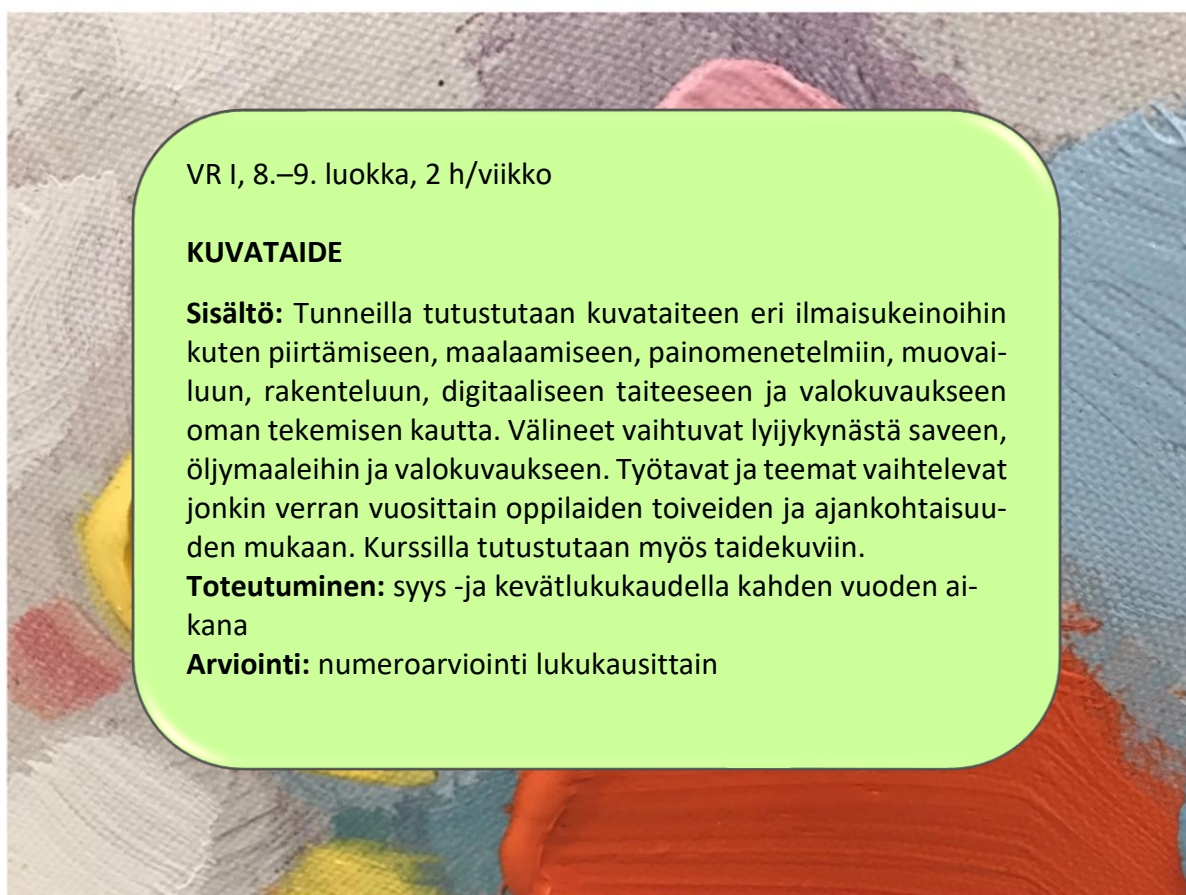 VR I, 8.–9. luokka, 2 h/viikko
KUVATAIDE
Sisältö: Tunneilla tutustutaan kuvataiteen eri ilmaisukeinoihin
kuten piirtämiseen, maalaamiseen, painomenetelmiin, muovai-
luun, rakenteluun, digitaaliseen taiteeseen ja valokuvaukseen
oman tekemisen kautta. Välineet vaihtuvat lyijykynästä saveen,
öljymaaleihin ja valokuvaukseen. Työtavat ja teemat vaihtelevat
jonkin verran vuosittain oppilaiden toiveiden ja ajankohtaisuu-
den mukaan. Kurssilla tutustutaan myös taidekuviin.
Toteutuminen: syys -ja kevätlukukaudella kahden vuoden ai-
kana
Arviointi: numeroarviointi lukukausittain